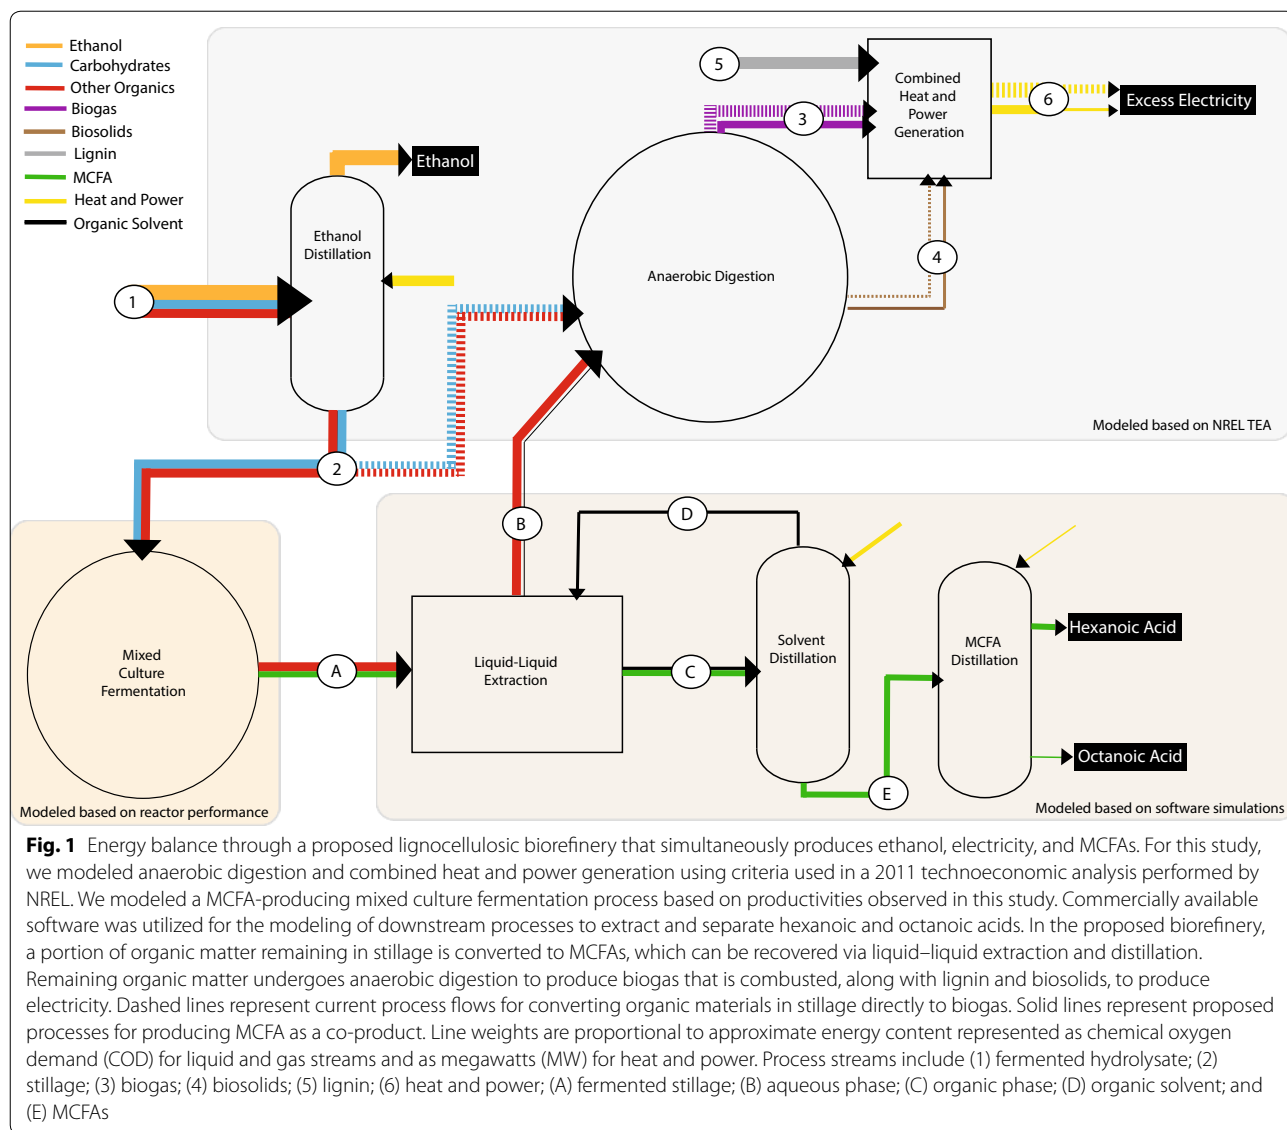 Ethanol
Carbohydrates
Other Organics
Biogas
Biosolids
Lignin
MCFA
Heat and Power
Organic Solvent
5
Combined
Heat and
Power
Generation
6
Excess Electricity
3
Ethanol
Ethanol
Distillation
4
Anaerobic Digestion
1
Modeled based on NREL TEA
2
B
D
Mixed
Culture
Fermentation
A
Liquid-Liquid
Extraction
C
Solvent
Distillation
MCFA
Distillation
Hexanoic Acid
Octanoic Acid
E
Modeled based on reactor performance
Modeled based on software simulations
Fig. 1 Energy balance through a proposed lignocellulosic biorefinery that simultaneously produces ethanol, electricity, and MCFAs. For this study,
we modeled anaerobic digestion and combined heat and power generation using criteria used in a 2011 technoeconomic analysis performed by
NREL. We modeled a MCFA-producing mixed culture fermentation process based on productivities observed in this study. Commercially available
software was utilized for the modeling of downstream processes to extract and separate hexanoic and octanoic acids. In the proposed biorefinery,
a portion of organic matter remaining in stillage is converted to MCFAs, which can be recovered via liquid–liquid extraction and distillation.
Remaining organic matter undergoes anaerobic digestion to produce biogas that is combusted, along with lignin and biosolids, to produce
electricity. Dashed lines represent current process flows for converting organic materials in stillage directly to biogas. Solid lines represent proposed
processes for producing MCFA as a co-product. Line weights are proportional to approximate energy content represented as chemical oxygen
demand (COD) for liquid and gas streams and as megawatts (MW) for heat and power. Process streams include (1) fermented hydrolysate; (2)
stillage; (3) biogas; (4) biosolids; (5) lignin; (6) heat and power; (A) fermented stillage; (B) aqueous phase; (C) organic phase; (D) organic solvent; and
(E) MCFAs